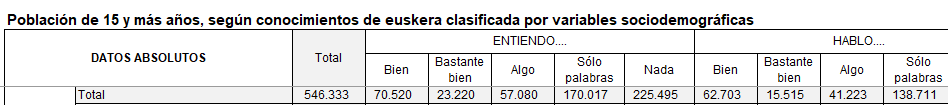 Población de 15 y más años, según conocimientos de euskera clasificada por variables sociodemográficas
DATOS ABSOLUTOS Total ENTIENDO.... HABLO....
Bien Bastante bien Algo Sólo palabras Nada Bien Bastante bien Algo Sólo palabras
Total 546.333 70.520 23.220 57.080 170.017 225.495 62.703 15.515 41.223 138.711